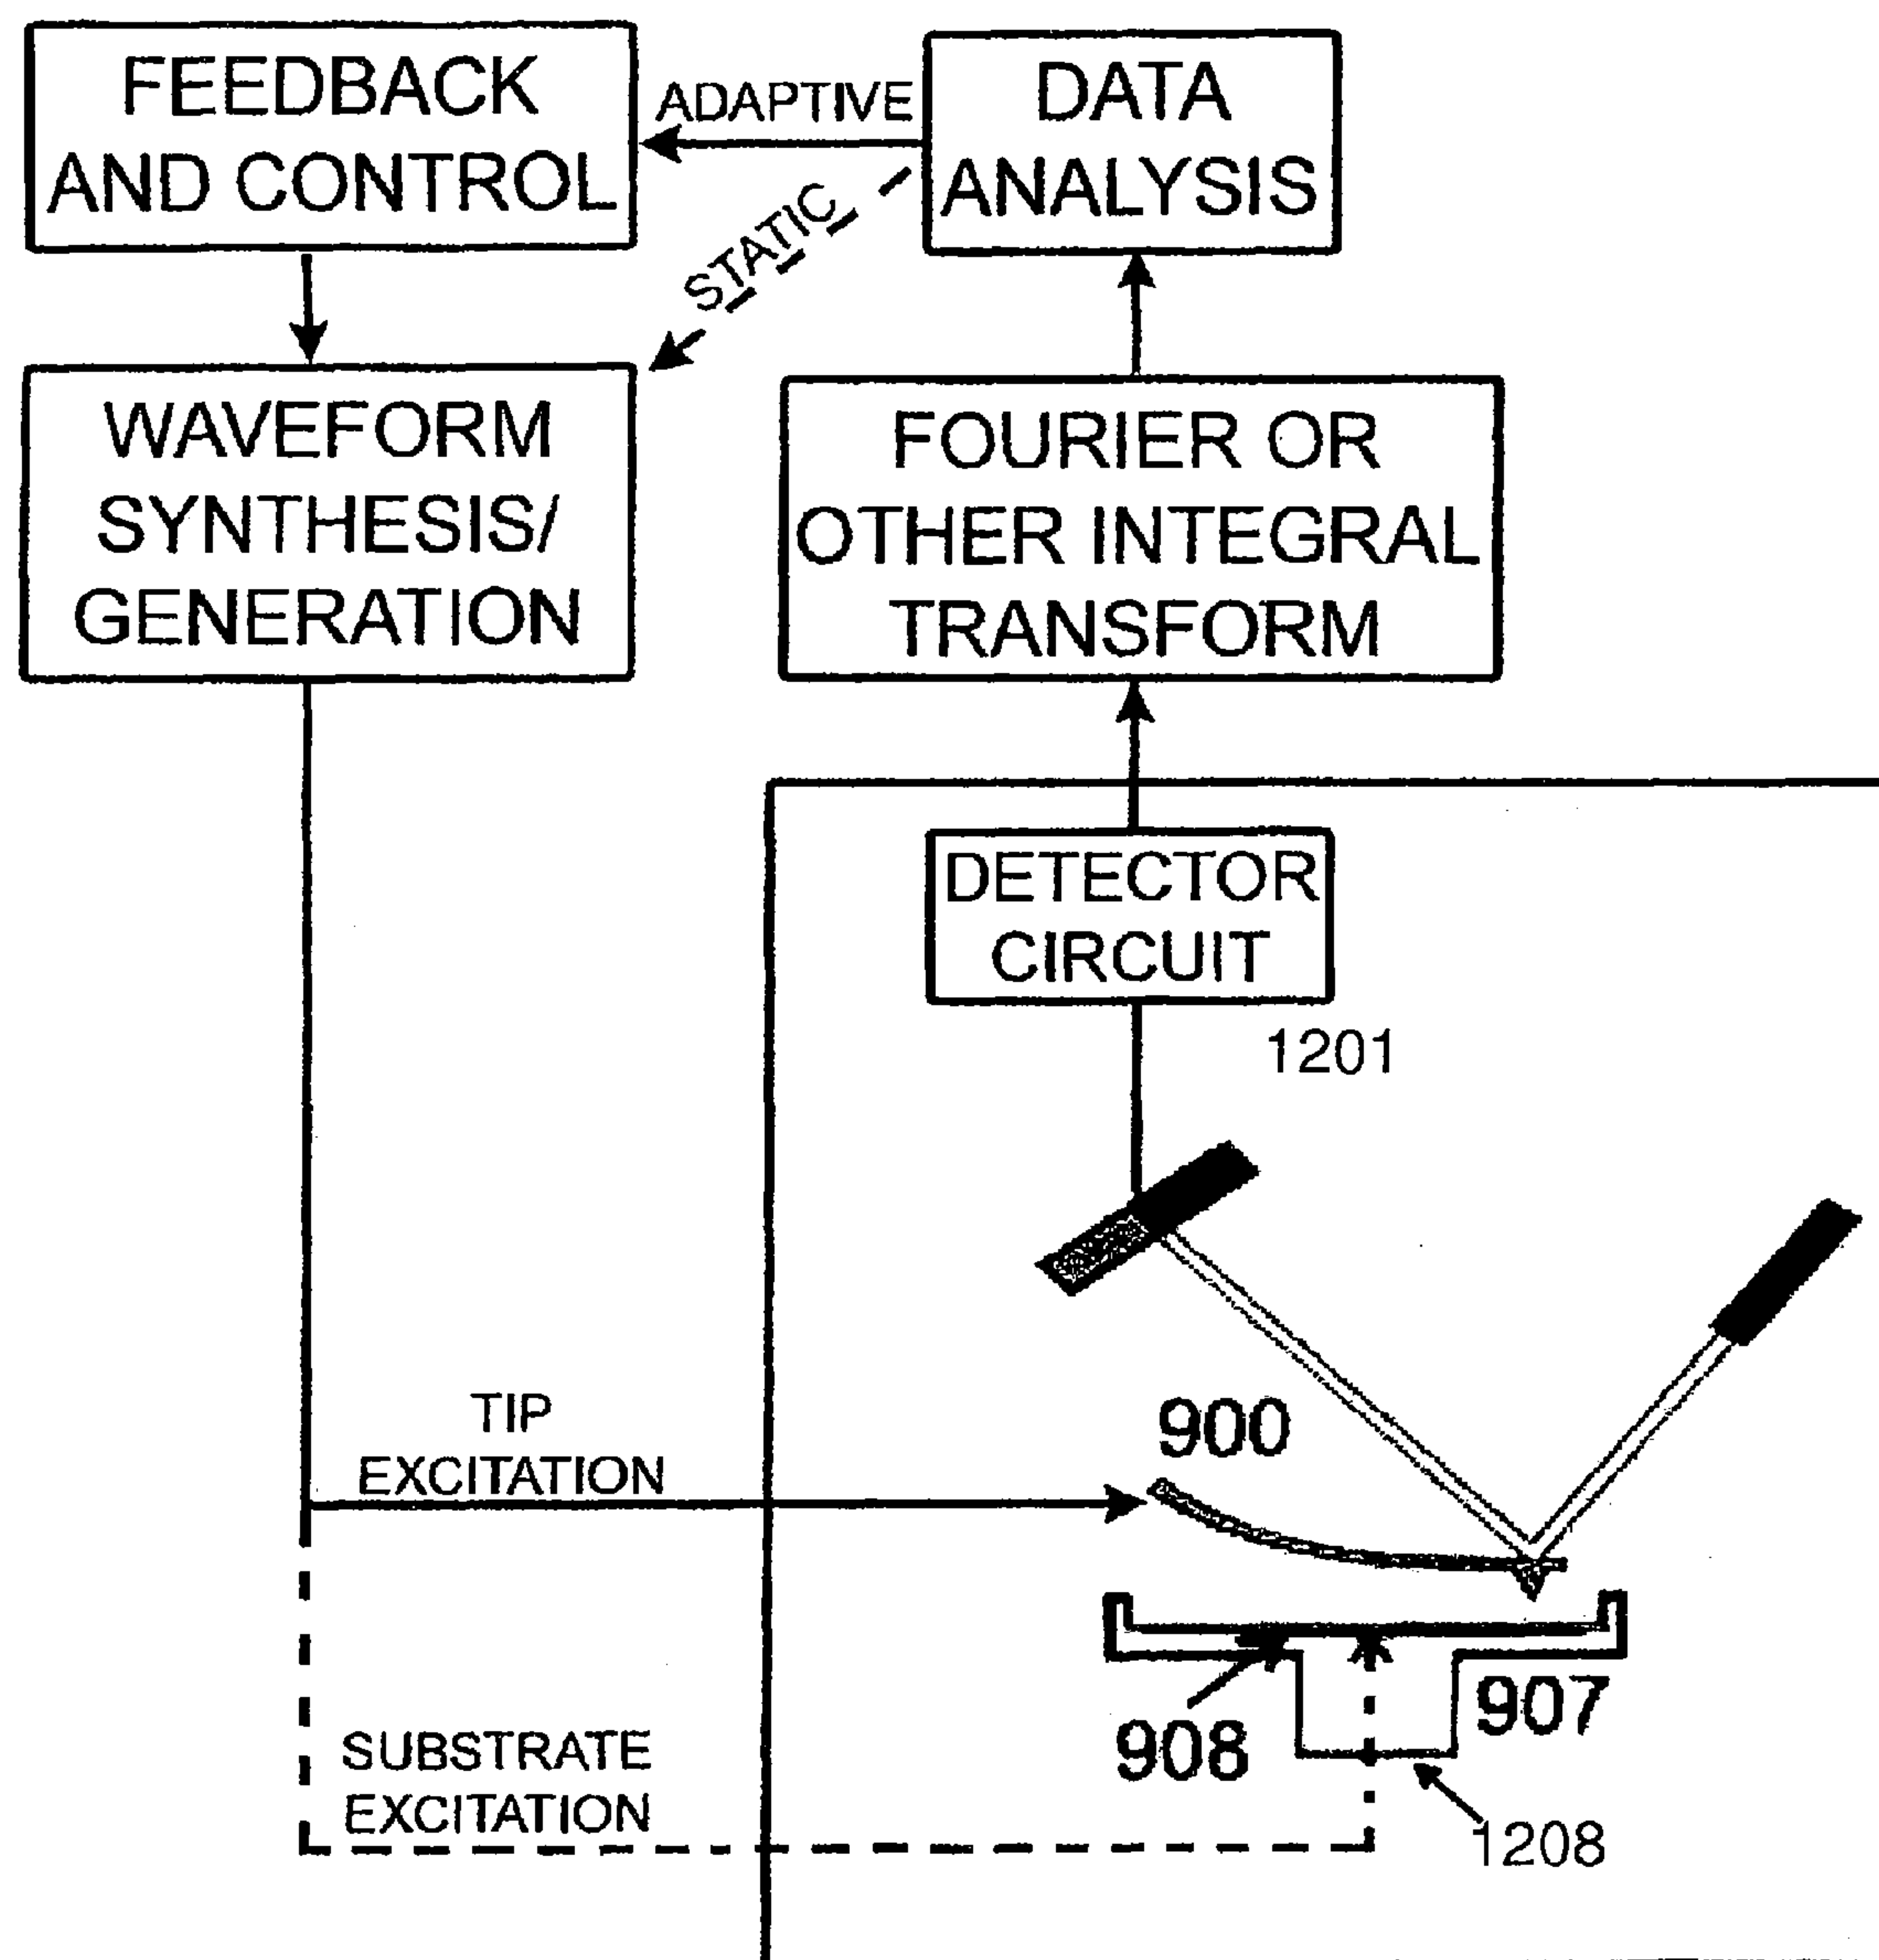 FEEDBACK
AND CONTROL
ADAPTIVE
DATA
ANALYSIS
STATIC
WAVEFORM
SYNTHESIS/
GENERATION
FOURIER OR
OTHER INTEGRAL
TRANSFORM
DETECTOR
CIRCUIT
1201
TIP
EXCITATION
900
908
907
SUBSTRATE
EXCITATION
1208